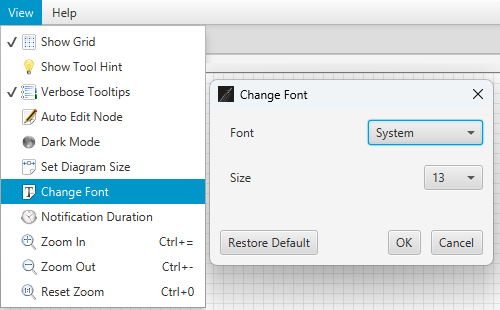 View Help
Show Grid
Show Tool Hint
Verbose Tooltips
Auto Edit Node
Dark Mode
Set Diagram Size
Change Font
Notification Duration
Zoom In Ctrl+=
Zoom Out Ctrl+-
Reset Zoom Ctrl+0
Change Font
Font System
Size 13
Restore Default OK Cancel